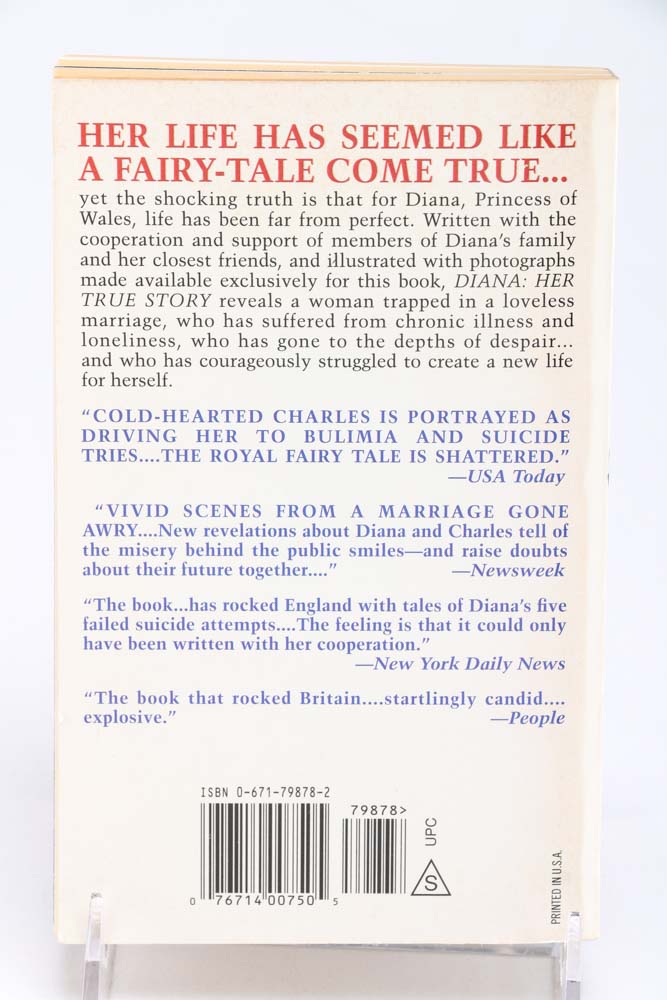 HER LIFE HAS SEEMED LIKE
A FAIRY-TALE COME TRUE...
yet the shocking truth is that for Diana, Princess of
Wales, life has been far from perfect. Written with the
cooperation and support of members of Diana's family
and her closest friends, and illustrated with photographs
made available exclusively for this book, DIANA: HER
TRUE STORY reveals a woman trapped in a loveless
marriage, who has suffered from chronic illness and
loneliness, who has gone to the depths of despair...
and who has courageously struggled to create a new life
for herself.
“COLD-HEARTED CHARLES IS PORTRAYED AS
DRIVING HER TO BULIMIA AND SUICIDE
TRIES....THE ROYAL FAIRY TALE IS SHATTERED.”
—USA Today
“VIVID SCENES FROM A MARRIAGE GONE
AWRY....New revelations about Diana and Charles tell of
the misery behind the public smiles—and raise doubts
about their future together....” —Newsweek
“The book...has rocked England with tales of Diana's five
failed suicide attempts....The feeling is that it could only
have been written with her cooperation.”
—New York Daily News
“The book that rocked Britain....startlingly candid....
explosive.” —People
ISBN 0-671-79878-2
79878>
0 76714 00750 5
UPC
S
PRINTED IN U.S.A.